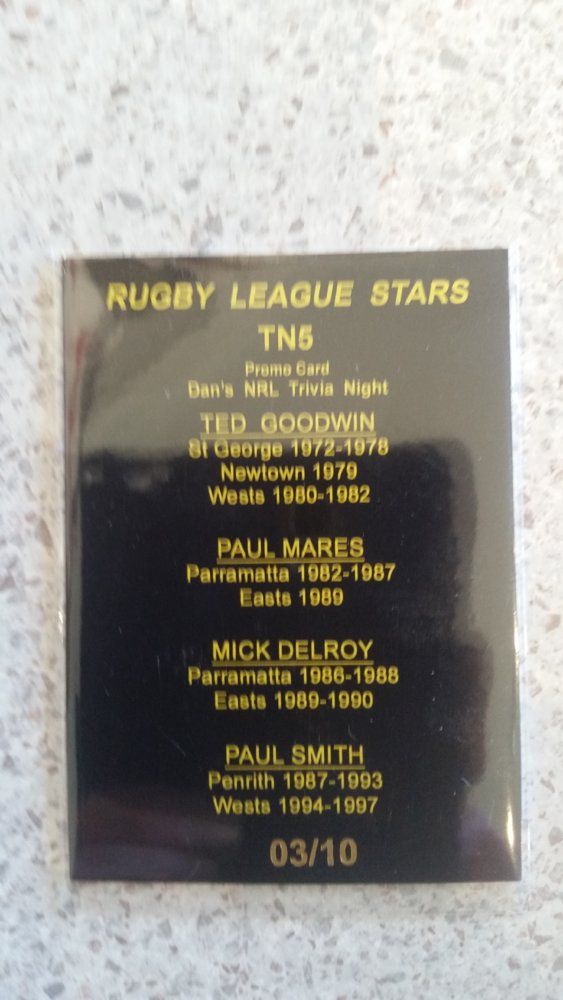 RUGBY LEAGUE STARS
TN5
Promo Card
Dan's NRL Trivia Night
TED GOODWIN
St George 1972-1978
Newtown 1979
Wests 1980-1982
PAUL MARES
Parramatta 1982-1987
Easts 1989
MICK DELROY
Parramatta 1986-1988
Easts 1989-1990
PAUL SMITH
Penrith 1987-1993
Wests 1994-1997
03/10